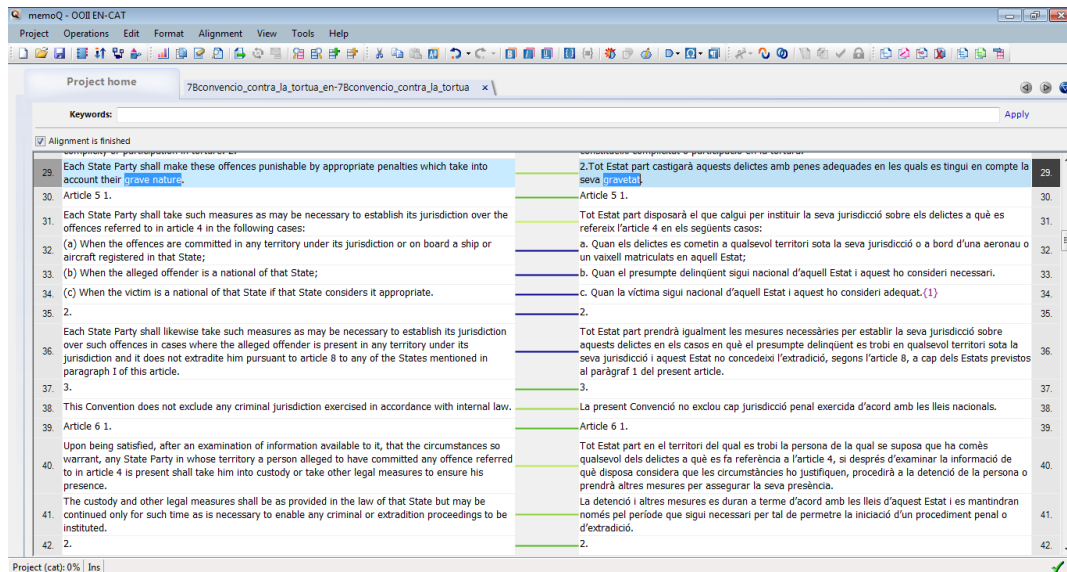 memoQ - OOII EN-CAT
Project Operations Edit Format Alignment View Tools Help
Project home
7Bconvencio_contra_la_tortua_en-7Bconvencio_contra_la_tortua x
Keywords:
Apply
Alignment is finished
29. Each State Party shall make these offences punishable by appropriate penalties which take into
account their grave nature.
2.Tot Estat part castigarà aquests delictes amb penes adequades en les quals es tingui en compte la
seva gravetat. 29.
30. Article 5 1.
Article 5 1. 30.
31. Each State Party shall take such measures as may be necessary to establish its jurisdiction over the
offences referred to in article 4 in the following cases:
Tot Estat part disposarà el que calgui per instituir la seva jurisdicció sobre els delictes a què es
refereix l'article 4 en els següents casos: 31.
32. (a) When the offences are committed in any territory under its jurisdiction or on board a ship or
aircraft registered in that State;
a. Quan els delictes es cometin a qualsevol territori sota la seva jurisdicció o a bord d'una aeronau o
un vaixell matriculats en aquell Estat; 32.
33. (b) When the alleged offender is a national of that State;
b. Quan el presumpte delinqüent sigui nacional d'aquell Estat i aquest ho consideri necessari. 33.
34. (c) When the victim is a national of that State if that State considers it appropriate.
c. Quan la víctima sigui nacional d'aquell Estat i aquest ho consideri adequat.{1} 34.
35. 2.
2. 35.
36. Each State Party shall likewise take such measures as may be necessary to establish its jurisdiction
over such offences in cases where the alleged offender is present in any territory under its
jurisdiction and it does not extradite him pursuant to article 8 to any of the States mentioned in
paragraph I of this article.
Tot Estat part prendrà igualment les mesures necessàries per establir la seva jurisdicció sobre
aquests delictes en els casos en què el presumpte delinqüent es trobi en qualsevol territori sota la
seva jurisdicció i aquest Estat no concedeixi l'extradició, segons l'article 8, a cap dels Estats previstos
al paràgraf 1 del present article. 36.
37. 3.
3. 37.
38. This Convention does not exclude any criminal jurisdiction exercised in accordance with internal law.
La present Convenció no exclou cap jurisdicció penal exercida d'acord amb les lleis nacionals. 38.
39. Article 6 1.
Article 6 1. 39.
40. Upon being satisfied, after an examination of information available to it, that the circumstances so
warrant, any State Party in whose territory a person alleged to have committed any offence referred
to in article 4 is present shall take him into custody or take other legal measures to ensure his
presence.
Tot Estat part en el territori del qual es trobi la persona de la qual se suposa que ha comès
qualsevol dels delictes a què es fa referència a l'article 4, si després d'examinar la informació de
què disposa considera que les circumstàncies ho justifiquen, procedirà a la detenció de la persona o
prendrà altres mesures per assegurar la seva presència. 40.
41. The custody and other legal measures shall be as provided in the law of that State but may be
continued only for such time as is necessary to enable any criminal or extradition proceedings to be
instituted.
La detenció i altres mesures es duran a terme d'acord amb les lleis d'aquest Estat i es mantindran
només pel període que sigui necessari per tal de permetre la iniciació d'un procediment penal o
d'extradició. 41.
42. 2.
2. 42.
Project (cat): 0% Ins